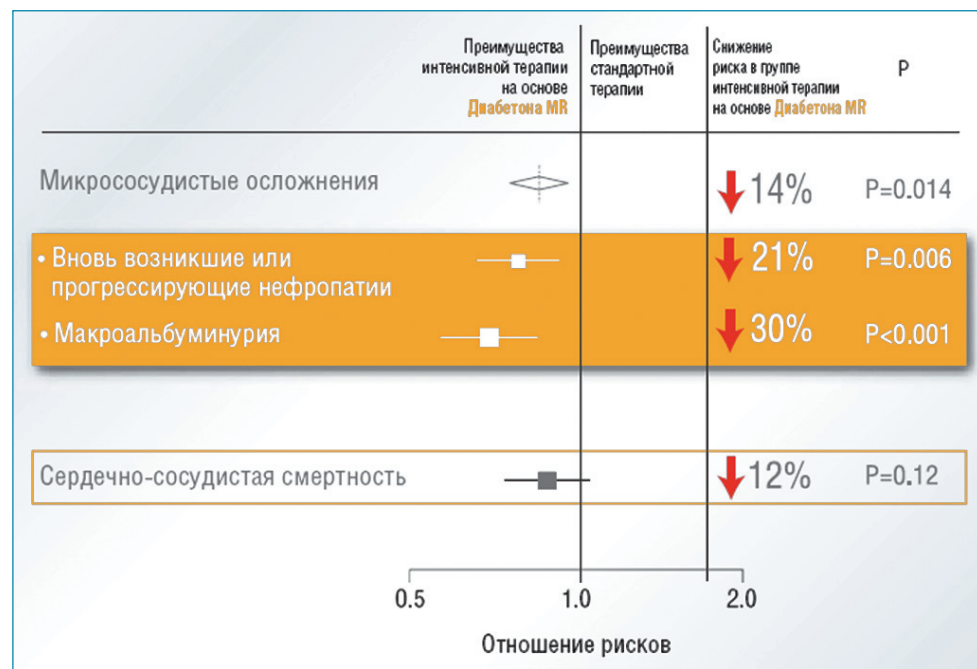 Преимущества
интенсивной терапии
на основе
Диабетона MR
Преимущества
стандартной
терапии
Снижение
риска в группе
интенсивной терапии
на основе Диабетона MR
P
Микрососудистые осложнения
14%
P=0.014
• Вновь возникшие или
прогрессирующие нефропатии
21%
P=0.006
• Макроальбуминурия
30%
P<0.001
Сердечно-сосудистая смертность
12%
P=0.12
0.5 1.0 2.0
Отношение рисков